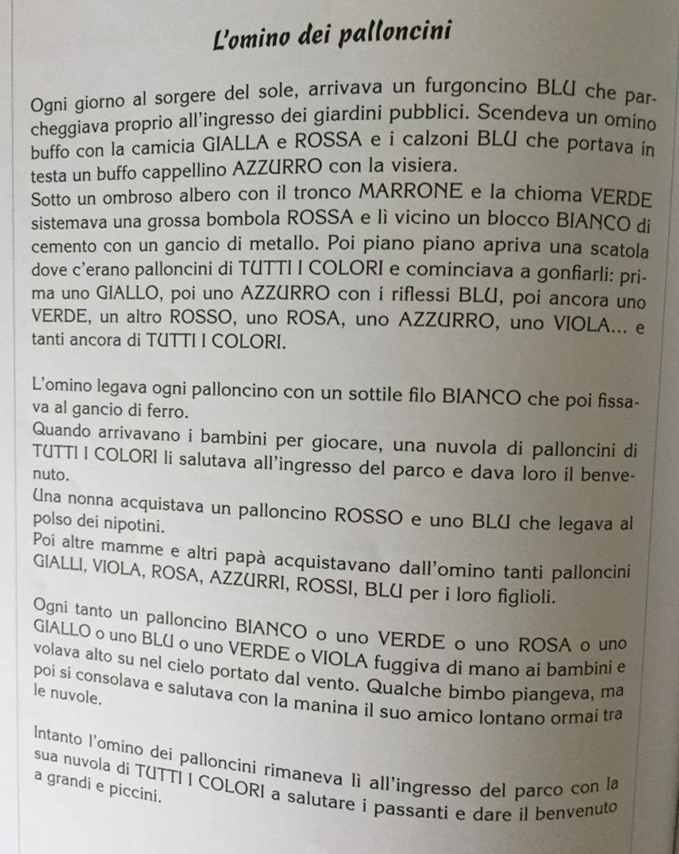 L'omino dei palloncini
Ogni giorno al sorgere del sole, arrivava un furgoncino BLU che par-
cheggiava proprio all'ingresso dei giardini pubblici. Scendeva un omino
buffo con la camicia GIALLA e ROSSA e i calzoni BLU che portava in
testa un buffo cappellino AZZURRO con la visiera.
Sotto un ombroso albero con il tronco MARRONE e la chioma VERDE
sistemava una grossa bombola ROSSA e lì vicino un blocco BIANCO di
cemento con un gancio di metallo. Poi piano piano apriva una scatola
dove c'erano palloncini di TUTTI I COLORI e cominciava a gonfiarli: pri-
ma uno GIALLO, poi uno AZZURRO con i riflessi BLU, poi ancora uno
VERDE, un altro ROSSO, uno ROSA, uno AZZURRO, uno VIOLA... e
tanti ancora di TUTTI I COLORI.
L'omino legava ogni palloncino con un sottile filo BIANCO che poi fissa-
va al gancio di ferro.
Quando arrivavano i bambini per giocare, una nuvola di palloncini di
TUTTI I COLORI li salutava all'ingresso del parco e dava loro il benve-
nuto.
Una nonna acquistava un palloncino ROSSO e uno BLU che legava al
polso dei nipotini.
Poi altre mamme e altri papà acquistavano dall'omino tanti palloncini
GIALLI, VIOLA, ROSA, AZZURRI, ROSSI, BLU per i loro figlioli.
Ogni tanto un palloncino BIANCO o uno VERDE o uno ROSA o uno
GIALLO o uno BLU o uno VERDE o VIOLA fuggiva di mano ai bambini e
volava alto su nel cielo portato dal vento. Qualche bimbo piangeva, ma
poi si consolava e salutava con la manina il suo amico lontano ormai tra
le nuvole.
Intanto l'omino dei palloncini rimaneva lì all'ingresso del parco con la
sua nuvola di TUTTI I COLORI a salutare i passanti e dare il benvenuto
a grandi e piccini.